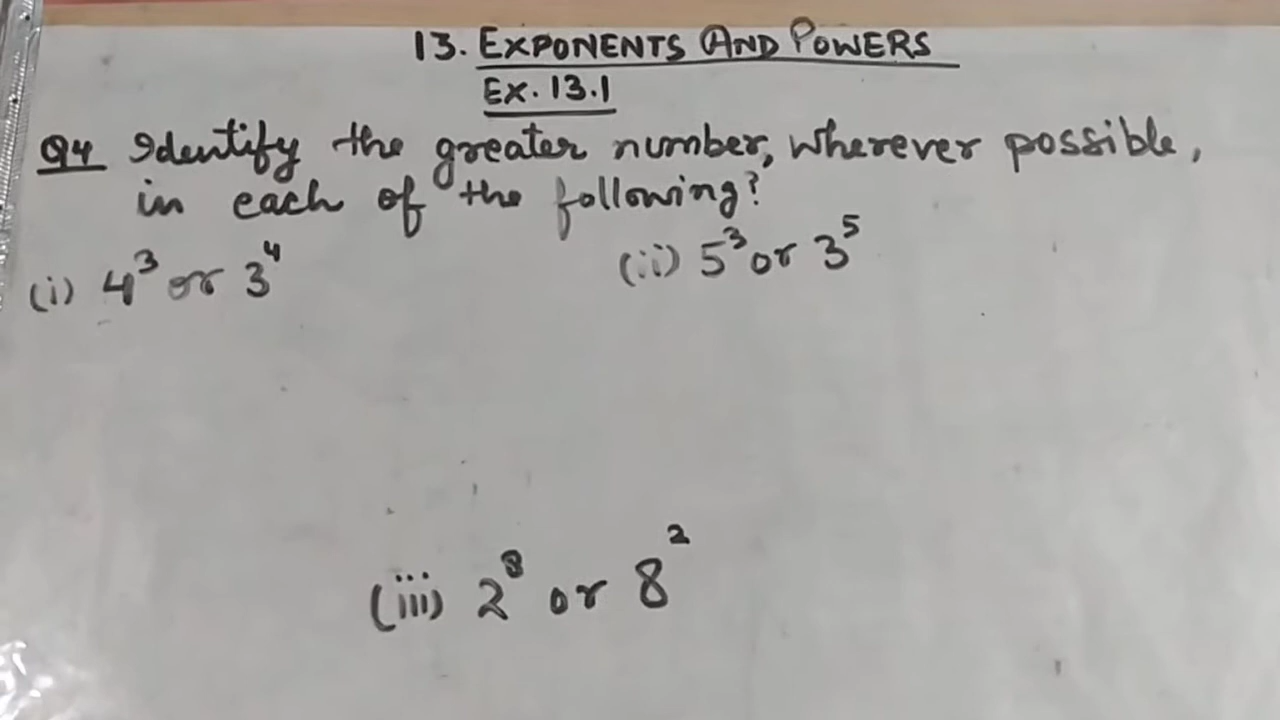 13. EXPONENTS AND POWERS
EX. 13.1
Q4 Identify the greater number, wherever possible,
in each of the following?
(i) 4³ or 3⁴ (ii) 5³ or 3⁵
(iii) 2⁸ or 8²